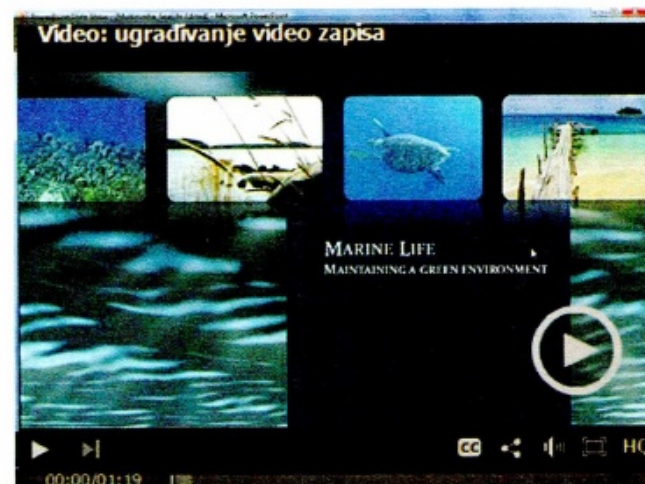 Video: ugrađivanje video zapisa
MARINE LIFE
MAINTAINING A GREEN ENVIRONMENT
CC
HQ
00:00/01:19